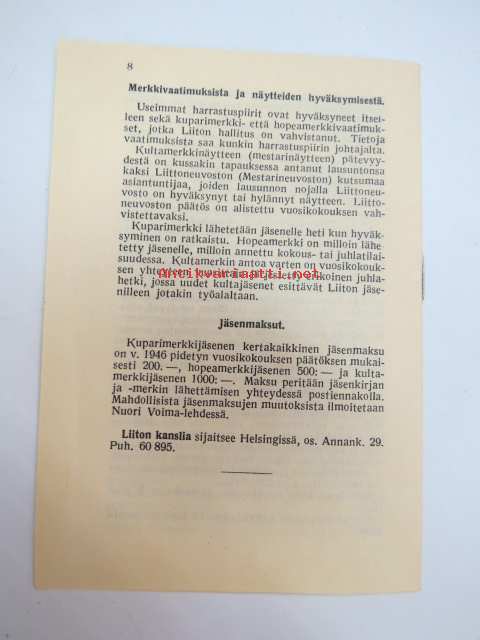 8
Merkkivaatimuksista ja näytteiden hyväksymisestä.
Useimmat harrastuspiirit ovat hyväksyneet itsel-
leen sekä kuparimerkki- että hopeamerkkivaatimuk-
set, jotka Liiton hallitus on vahvistanut. Tietoja
vaatimuksista saa kunkin harrastuspiirin johtajalta.
Kultamerkkinäytteen (mestarinäytteen) pätevyy-
destä on kussakin tapauksessa antanut lausuntonsa
kaksi Liittoneuvoston (Mestarineuvoston) kutsumaa
asiantuntijaa, joiden lausunnon nojalla Liittoneu-
vosto on hyväksynyt tai hylännyt näytteen. Liitto-
neuvoston päätös on alistettu vuosikokouksen vah-
vistettavaksi.
Kuparimerkki lähetetään jäsenelle heti kun hyväk-
syminen on ratkaistu. Hopeamerkki on milloin lähe-
tetty jäsenelle, milloin annettu kokous- tai juhlatilai-
suudessa. Kultamerkin antoa varten on vuosikokouk-
sen yhteyteen juurtunut erikoinen juhla-
hetki, jossa uudet kultajäsenet esittävät Liiton jäse-
nilleen jotakin työalaltaan.
Antikvariaatti.net
Jäsenmaksut.
Kuparimerkkijäsenen kertakaikkinen jäsenmaksu
on v. 1946 pidetyn vuosikokouksen päätöksen mukai-
sesti 200. —, hopeamerkkijäsenen 500: — ja kulta-
merkkijäsenen 1000: —. Maksu peritään jäsenkirjan
ja -merkin lähettämisen yhteydessä postiennakolla.
Mahdollisista jäsenmaksujen muutoksista ilmoitetaan
Nuori Voima-lehdessä.
Liiton kanslia sijaitsee Helsingissä, os. Annank. 29.
Puh. 60 895.